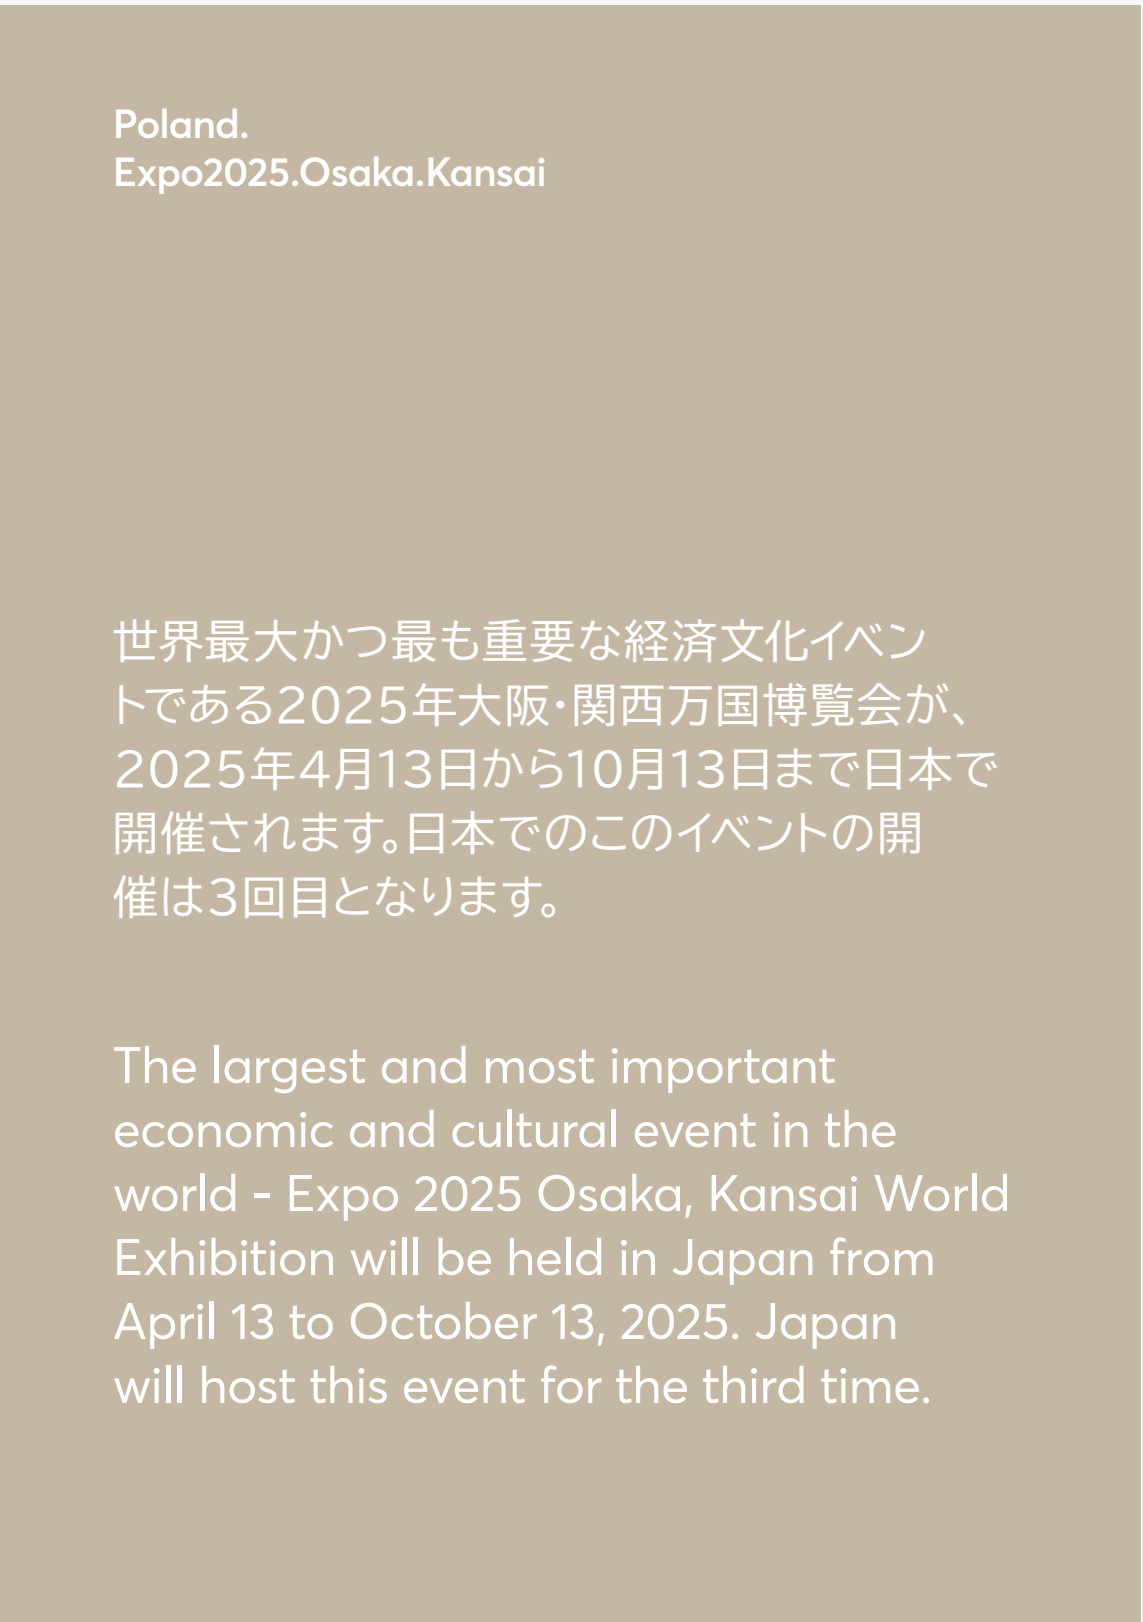 Poland.
Expo2025.Osaka.Kansai
世界最大かつ最も重要な経済文化イベン
トである2025年大阪・関西万国博覧会が、
2025年4月13日から10月13日まで日本で
開催されます。日本でのこのイベントの開
催は3回目となります。
The largest and most important
economic and cultural event in the
world - Expo 2025 Osaka, Kansai World
Exhibition will be held in Japan from
April 13 to October 13, 2025. Japan
will host this event for the third time.